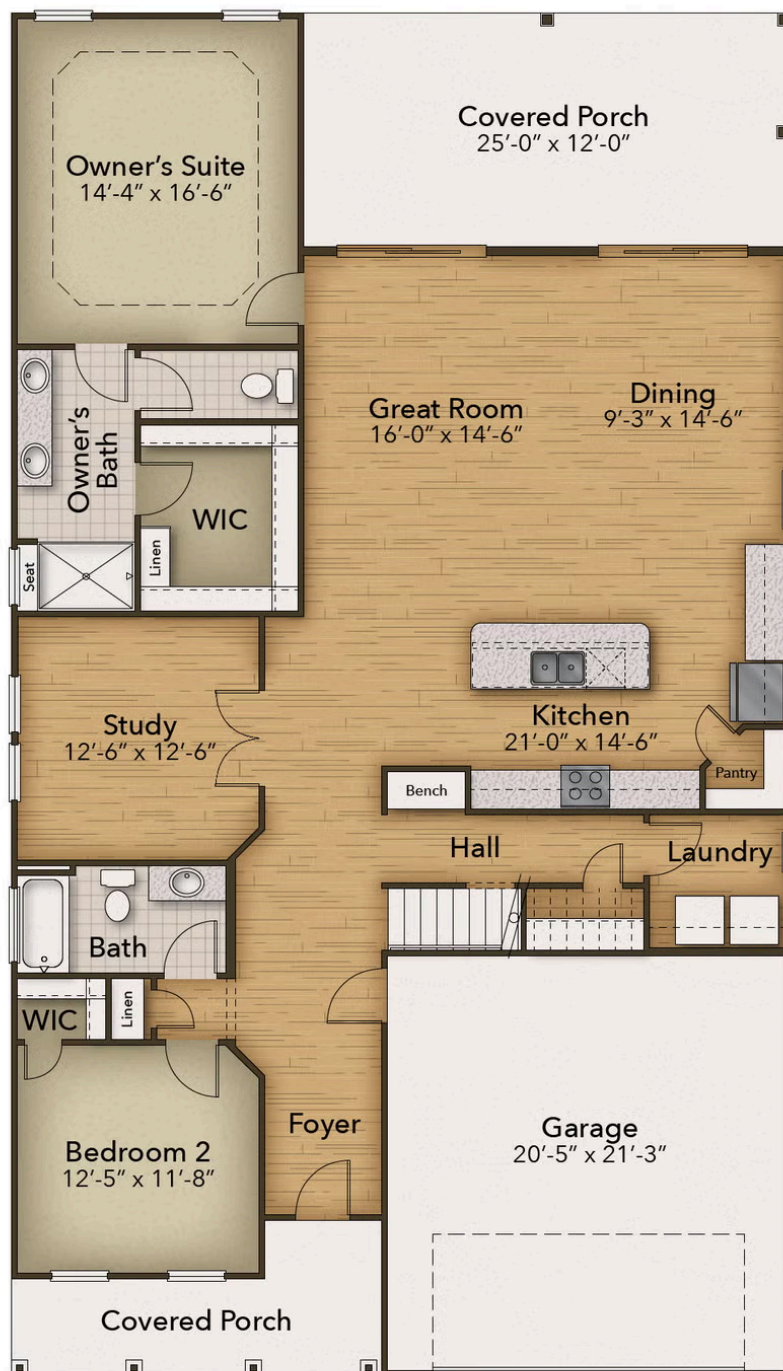 Covered Porch
25'-0" x 12'-0"
Owner's Suite
14'-4" x 16'-6"
Great Room
16'-0" x 14'-6"
Dining
9'-3" x 14'-6"
Owner's
Bath
WIC
Linen
Seat
Study
12'-6" x 12'-6"
Kitchen
21'-0" x 14'-6"
Pantry
Bench
Hall
Laundry
Bath
WIC
Linen
Bedroom 2
12'-5" x 11'-8"
Foyer
Garage
20'-5" x 21'-3"
Covered Porch